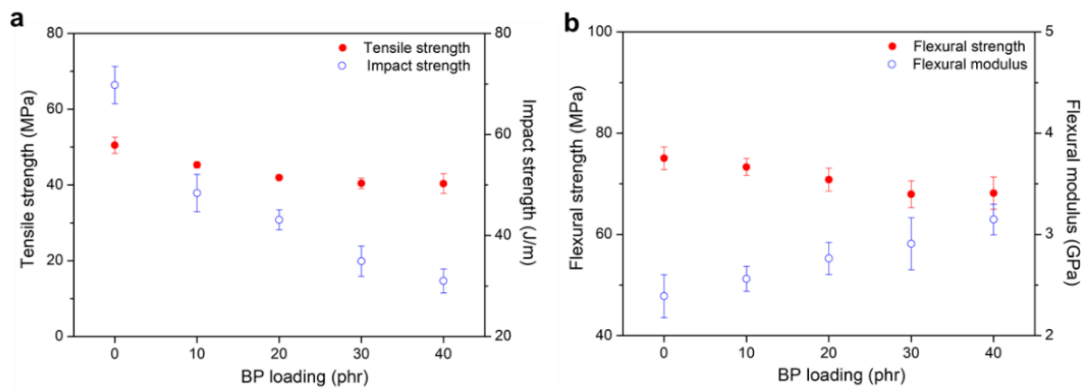 a
Tensile strength
Impact strength
80
60
40
20
0
Tensile strength (MPa)
80
60
40
20
Impact strength (J/m)
0 10 20 30 40
BP loading (phr)
b
Flexural strength
Flexural modulus
100
80
60
40
Flexural strength (MPa)
5
4
3
2
Flexural modulus (GPa)
0 10 20 30 40
BP loading (phr)